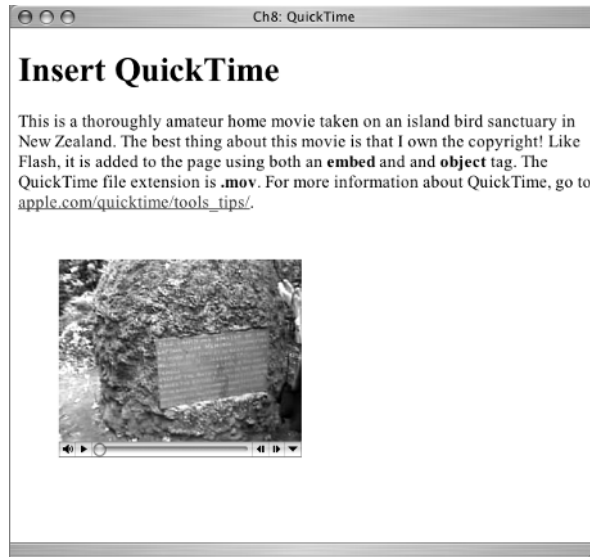 Ch8: QuickTime
Insert QuickTime
This is a thoroughly amateur home movie taken on an island bird sanctuary in
New Zealand. The best thing about this movie is that I own the copyright! Like
Flash, it is added to the page using both an embed and and object tag. The
QuickTime file extension is .mov. For more information about QuickTime, go to
apple.com/quicktime/tools_tips/.